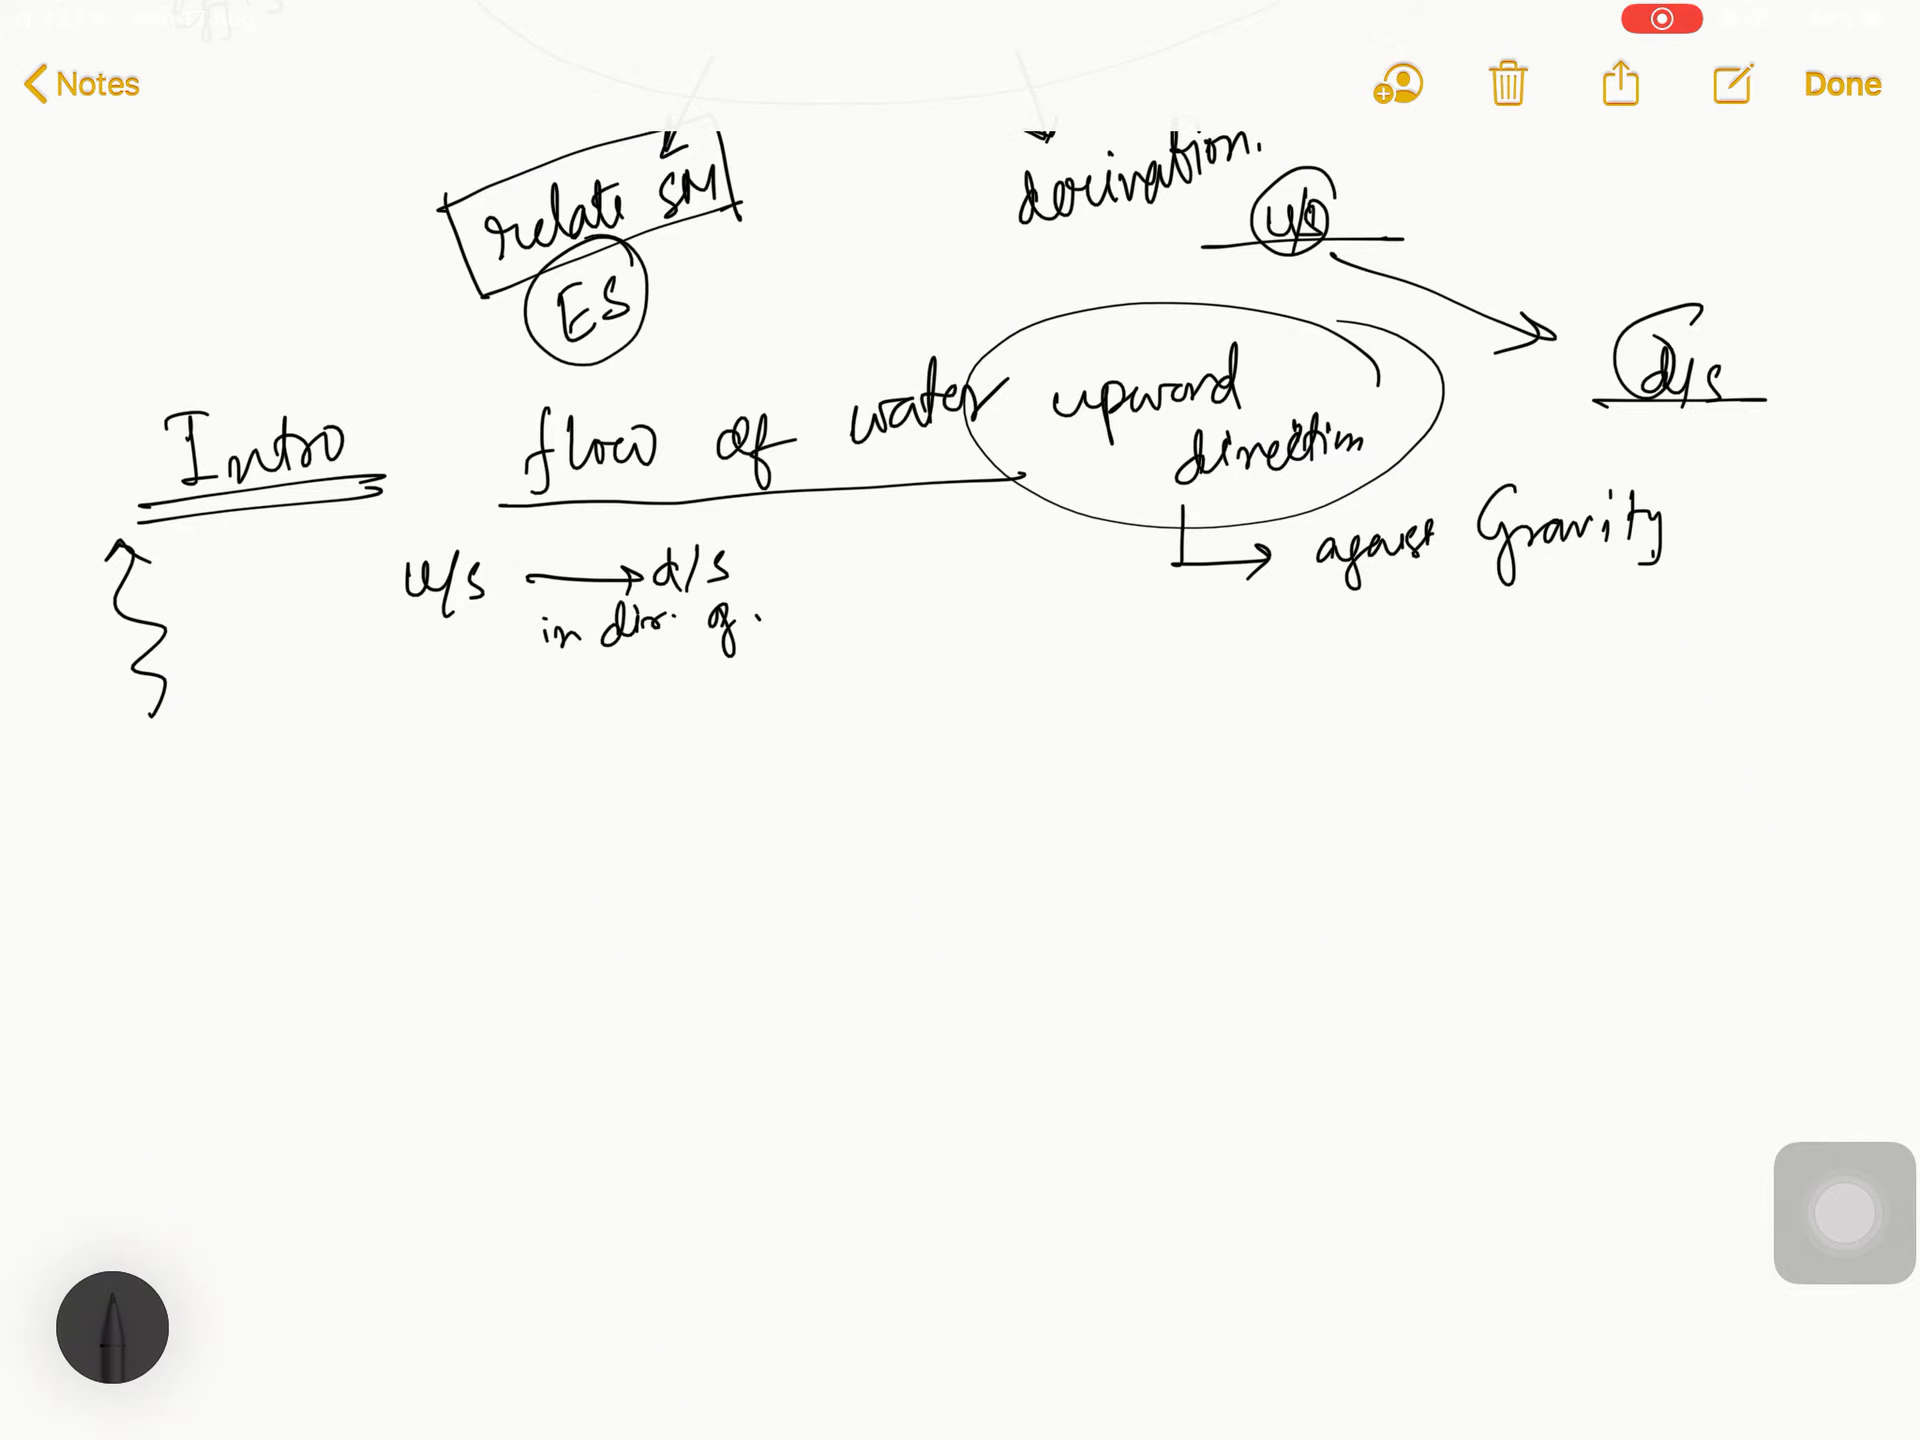 Notes
Done
relate SM
derivation.
u/s
ES
d/s
Intro
flow of water upward
direction
against Gravity
u/s → d/s
in dir. of.